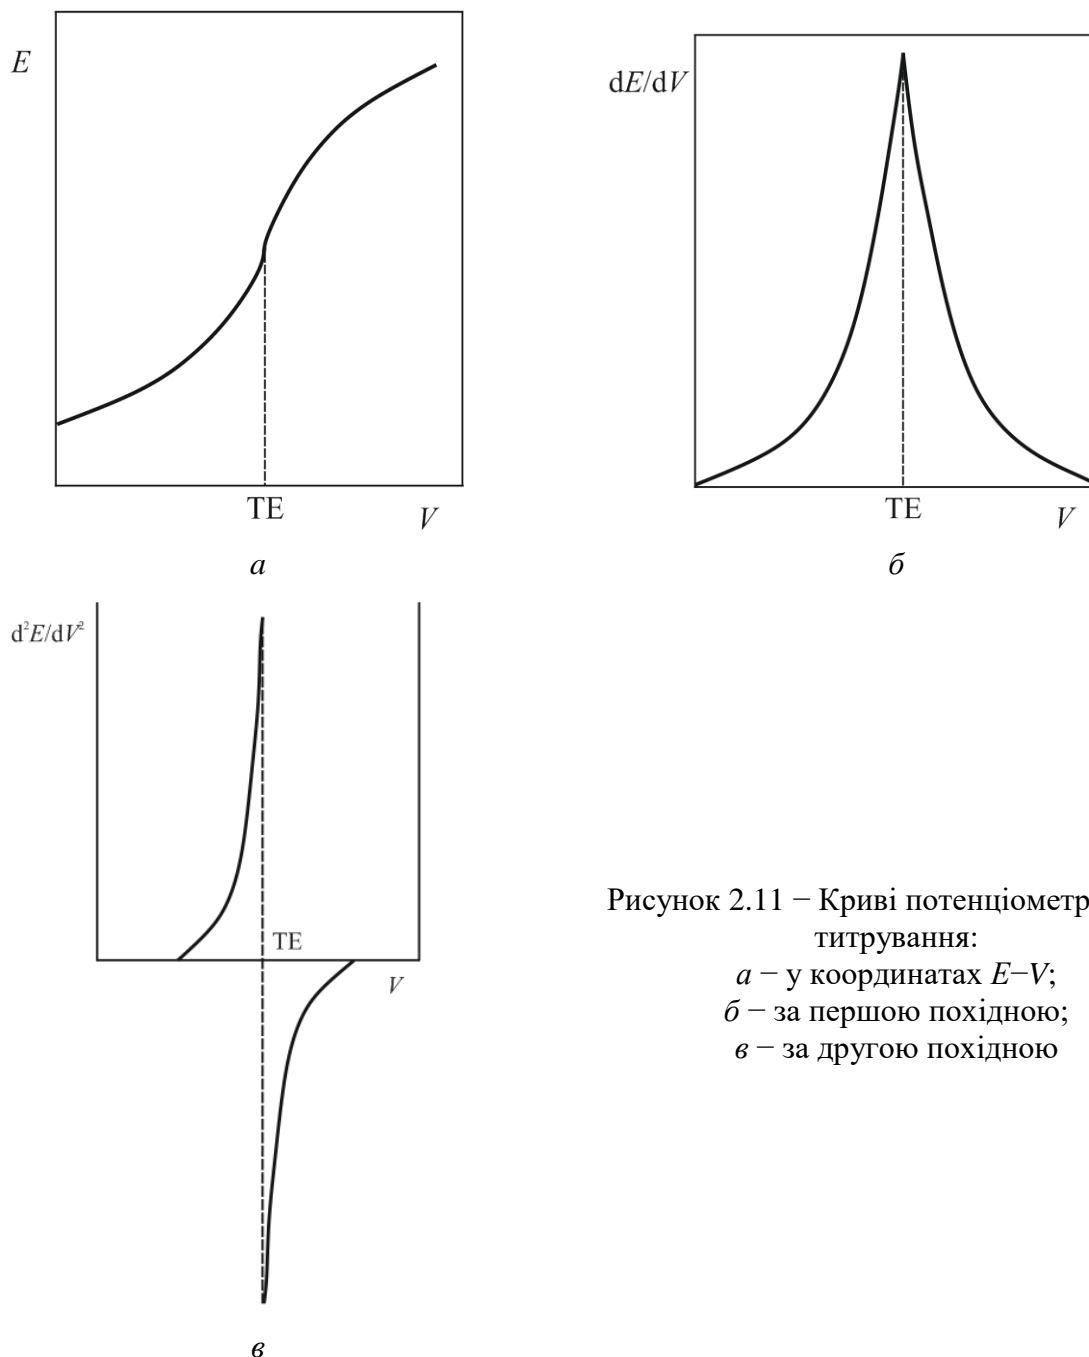 E
TE
V
а
dE/dV
TE
V
б
d²E/dV²
TE
V
в
Рисунок 2.11 − Криві потенціометр
титрування:
а − у координатах E−V;
б − за першою похідною;
в − за другою похідною